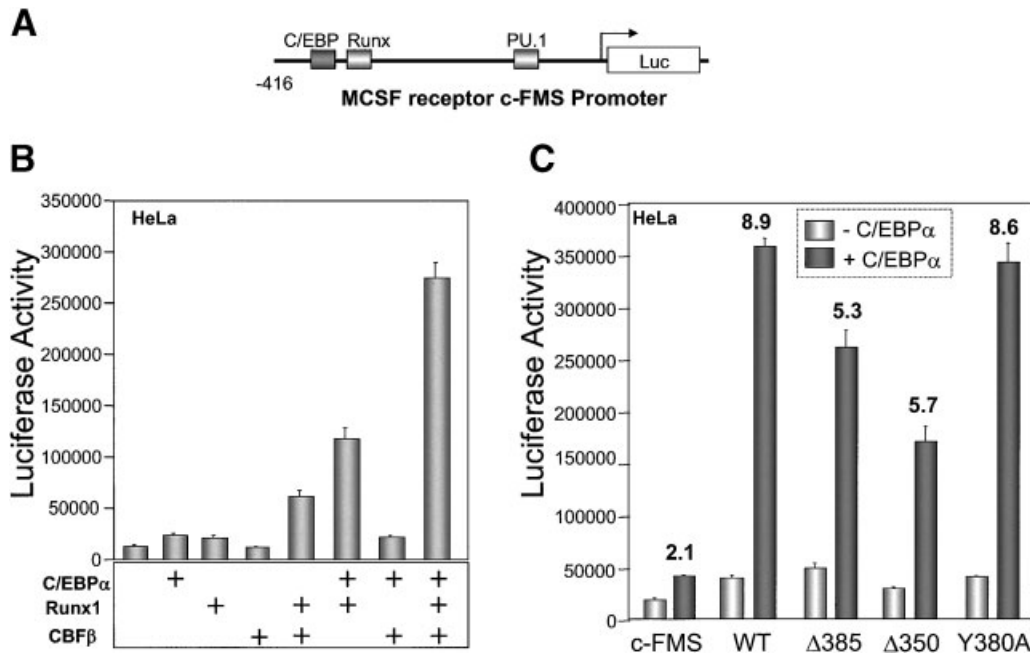 A
C/EBP Runx PU.1
Luc
-416
MCSF receptor c-FMS Promoter
B
HeLa
Luciferase Activity
350000
300000
250000
200000
150000
100000
50000
0
C/EBPα + + + +
Runx1 + + + +
CBFβ + + + +
C
HeLa
Luciferase Activity
400000
350000
300000
250000
200000
150000
100000
50000
0
- C/EBPα
+ C/EBPα
2.1 8.9 5.3 5.7 8.6
c-FMS WT Δ385 Δ350 Y380A